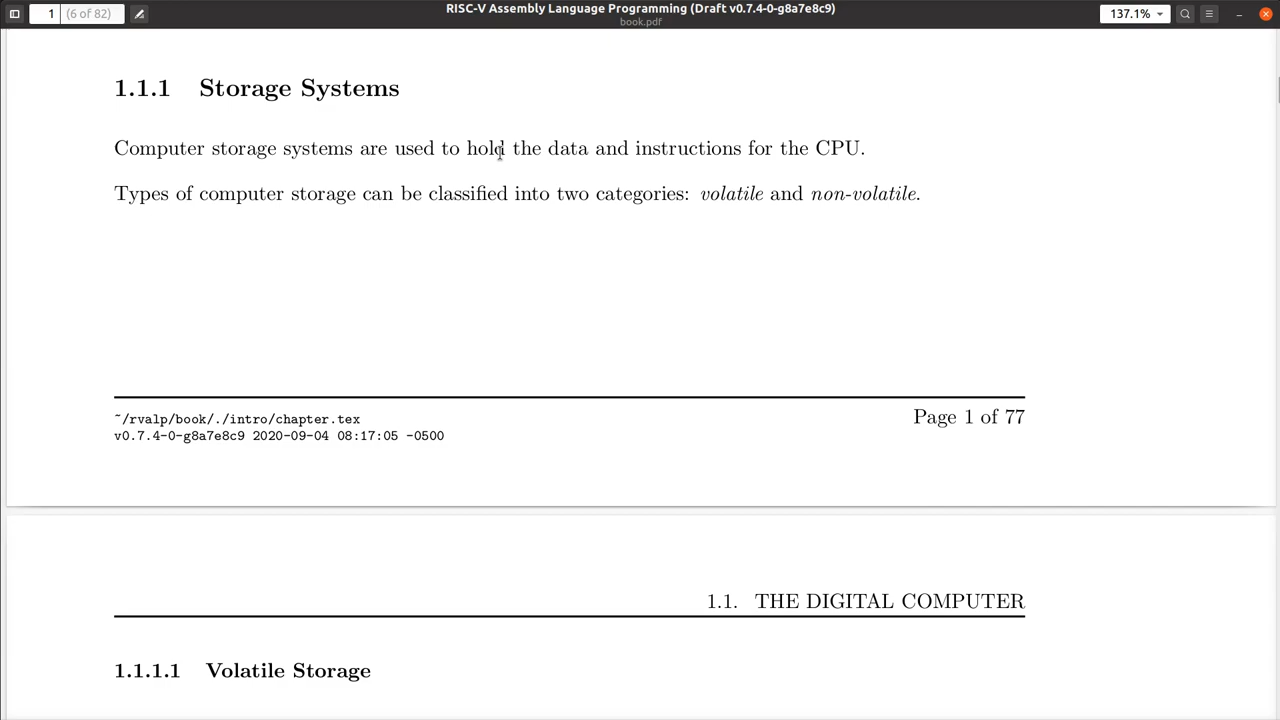 RISC-V Assembly Language Programming (Draft v0.7.4-0-g8a7e8c9)
book.pdf
1 (6 of 82)
137.1%
1.1.1 Storage Systems
Computer storage systems are used to hold the data and instructions for the CPU.
Types of computer storage can be classified into two categories: volatile and non-volatile.
~/rvalp/book/./intro/chapter.tex
v0.7.4-0-g8a7e8c9 2020-09-04 08:17:05 -0500
Page 1 of 77
1.1. THE DIGITAL COMPUTER
1.1.1.1 Volatile Storage